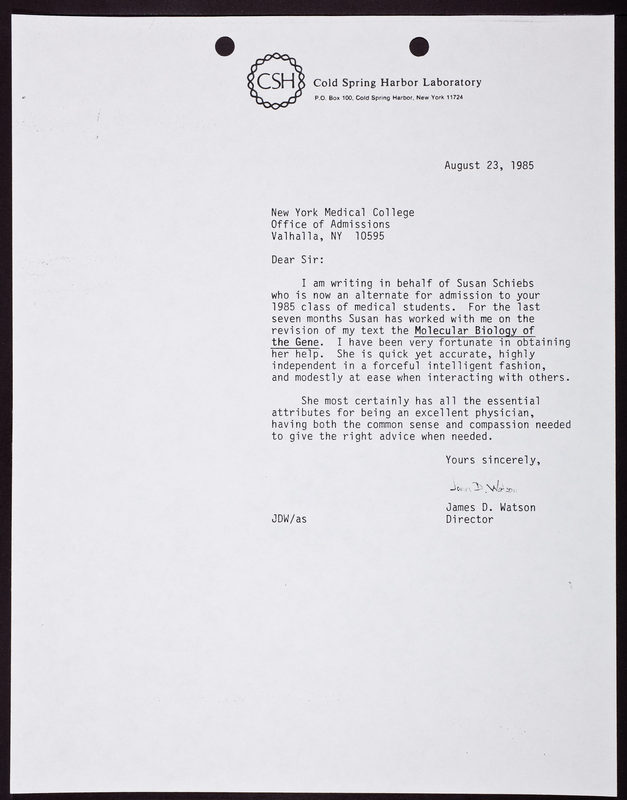 CSH
Cold Spring Harbor Laboratory
P.O. Box 100, Cold Spring Harbor, New York 11724
August 23, 1985
New York Medical College
Office of Admissions
Valhalla, NY  10595
Dear Sir:
I am writing in behalf of Susan Schiebs
who is now an alternate for admission to your
1985 class of medical students.  For the last
seven months Susan has worked with me on the
revision of my text the Molecular Biology of
the Gene.  I have been very fortunate in obtaining
her help.  She is quick yet accurate, highly
independent in a forceful intelligent fashion,
and modestly at ease when interacting with others.
She most certainly has all the essential
attributes for being an excellent physician,
having both the common sense and compassion needed
to give the right advice when needed.
Yours sincerely,
James D. Watson
James D. Watson
JDW/as Director